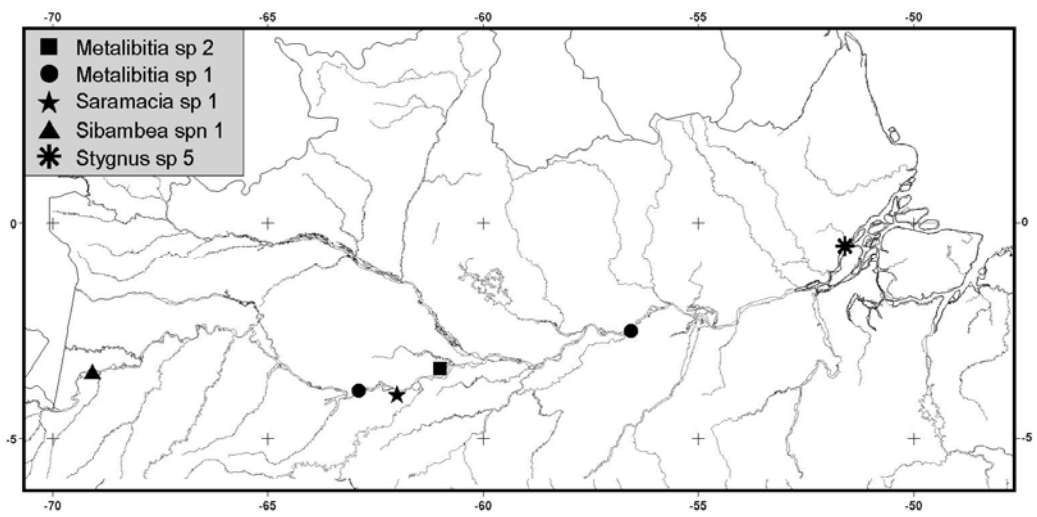 -70 -65 -60 -55 -50
Metalibitia sp 2
Metalibitia sp 1
Saramacia sp 1
Sibambea spn 1
Stygnus sp 5
0 0
-5 -5
-70 -65 -60 -55 -50